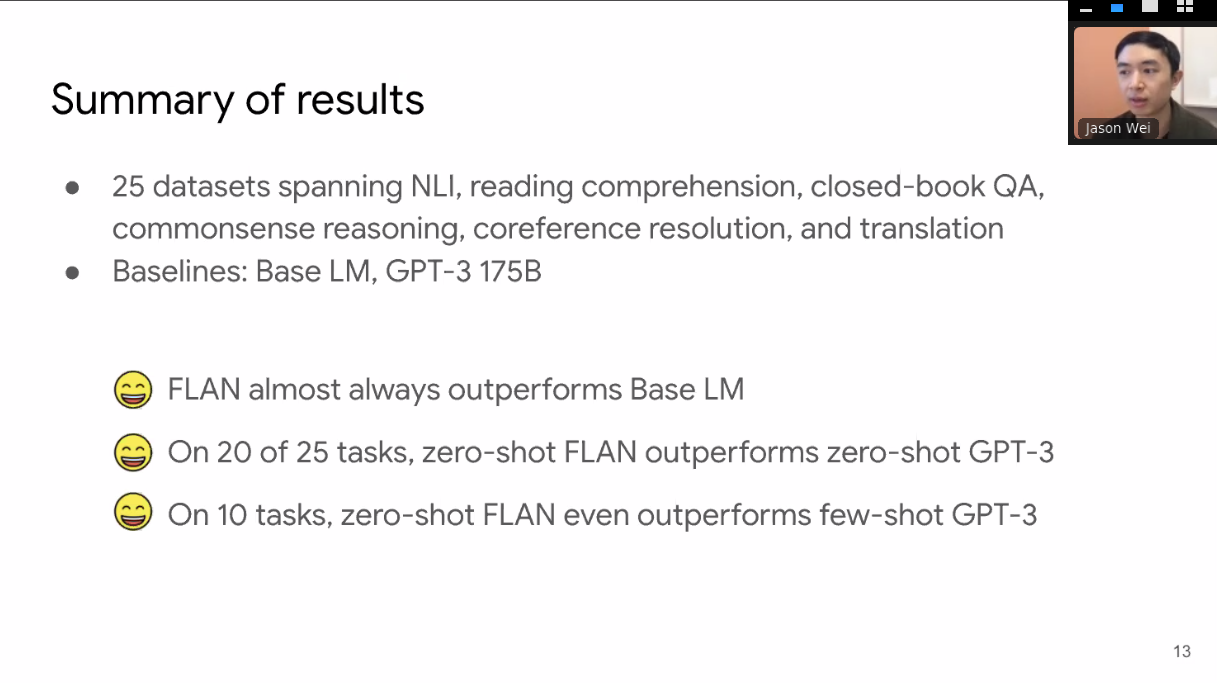 Summary of results
Jason Wei
● 25 datasets spanning NLI, reading comprehension, closed-book QA,
commonsense reasoning, coreference resolution, and translation
● Baselines: Base LM, GPT-3 175B
FLAN almost always outperforms Base LM
On 20 of 25 tasks, zero-shot FLAN outperforms zero-shot GPT-3
On 10 tasks, zero-shot FLAN even outperforms few-shot GPT-3
13